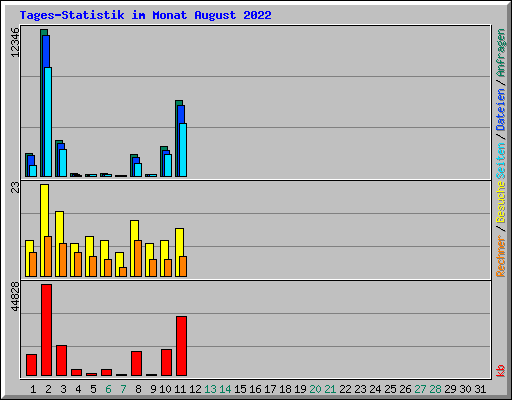 Tages-Statistik im Monat August 2022
12346
23
44828
Rechner / Besuche Seiten / Dateien / Anfragen
kb
1 2 3 4 5 6 7 8 9 10 11 12 13 14 15 16 17 18 19 20 21 22 23 24 25 26 27 28 29 30 31